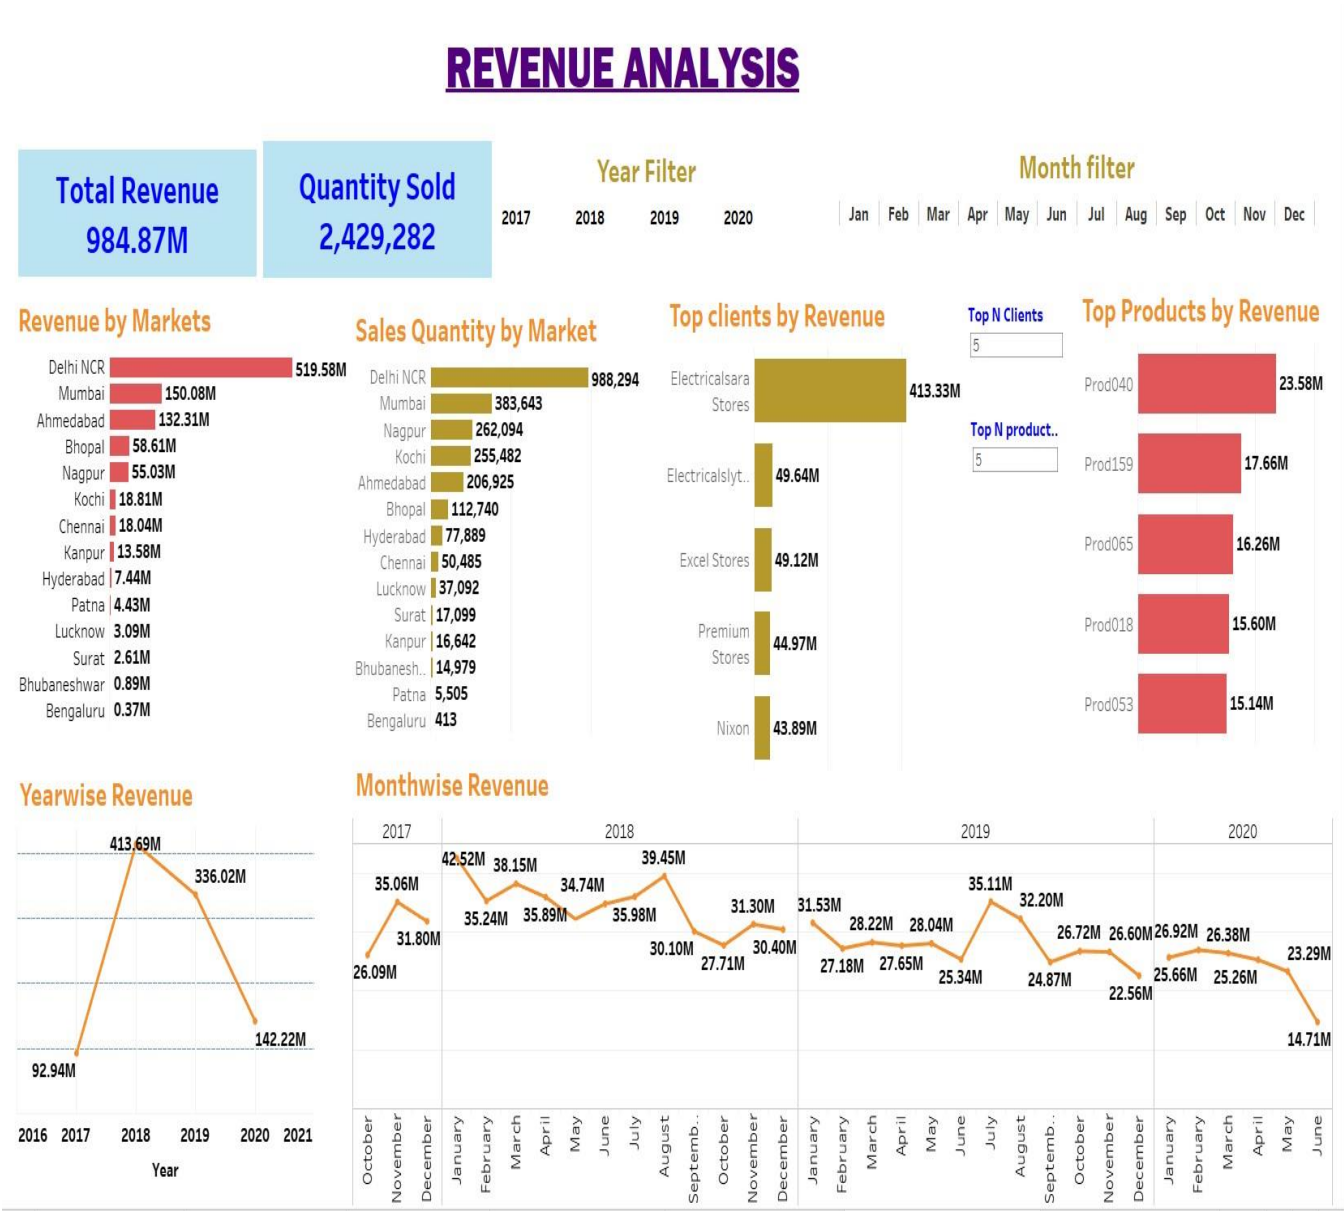 REVENUE ANALYSIS
Total Revenue
984.87M
Quantity Sold
2,429,282
Year Filter
2017 2018 2019 2020
Month filter
Jan Feb Mar Apr May Jun Jul Aug Sep Oct Nov Dec
Revenue by Markets
Delhi NCR 519.58M
Mumbai 150.08M
Ahmedabad 132.31M
Bhopal 58.61M
Nagpur 55.03M
Kochi 18.81M
Chennai 18.04M
Kanpur 13.58M
Hyderabad 7.44M
Patna 4.43M
Lucknow 3.09M
Surat 2.61M
Bhubaneshwar 0.89M
Bengaluru 0.37M
Sales Quantity by Market
Delhi NCR 988,294
Mumbai 383,643
Nagpur 262,094
Kochi 255,482
Ahmedabad 206,925
Bhopal 112,740
Hyderabad 77,889
Chennai 50,485
Lucknow 37,092
Surat 17,099
Kanpur 16,642
Bhubanesh.. 14,979
Patna 5,505
Bengaluru 413
Top clients by Revenue
Electricalsara
Stores
413.33M
Electricalslyt.. 49.64M
Excel Stores 49.12M
Premium
Stores
44.97M
Nixon 43.89M
Top N Clients
5
Top N product..
5
Top Products by Revenue
Prod040 23.58M
Prod159 17.66M
Prod065 16.26M
Prod018 15.60M
Prod053 15.14M
Yearwise Revenue
413.69M
336.02M
142.22M
92.94M
2016 2017 2018 2019 2020 2021
Year
Monthwise Revenue
2017 2018 2019 2020
26.09M
35.06M
31.80M
42.52M
35.24M
38.15M
35.89M
34.74M
35.98M
39.45M
30.10M
27.71M
31.30M
30.40M
31.53M
27.18M
28.22M
27.65M
28.04M
25.34M
35.11M
32.20M
24.87M
26.72M
26.60M
22.56M
25.66M
26.92M
26.38M
25.26M
23.29M
14.71M
October
November
December
January
February
March
April
May
June
July
August
Septemb..
October
November
December
January
February
March
April
May
June
July
August
Septemb..
October
November
December
January
February
March
April
May
June